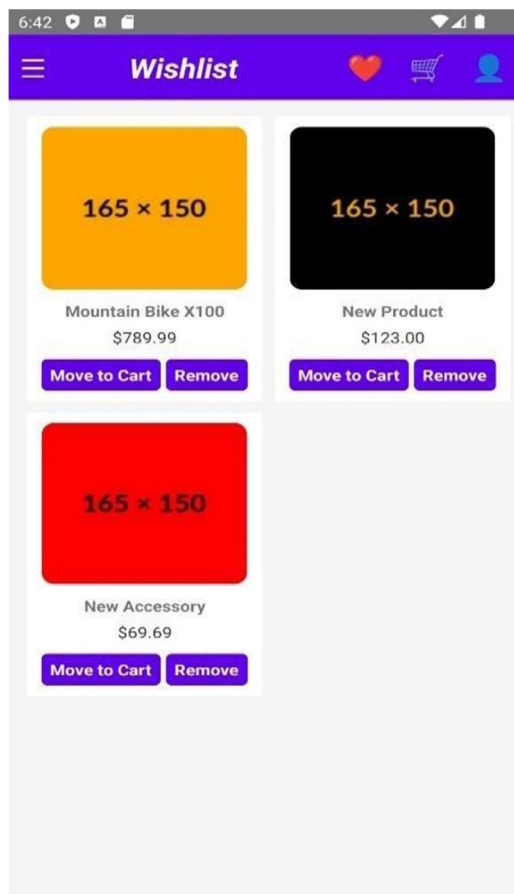 6:42
Wishlist
165 × 150
Mountain Bike X100
$789.99
Move to Cart Remove
165 × 150
New Product
$123.00
Move to Cart Remove
165 × 150
New Accessory
$69.69
Move to Cart Remove